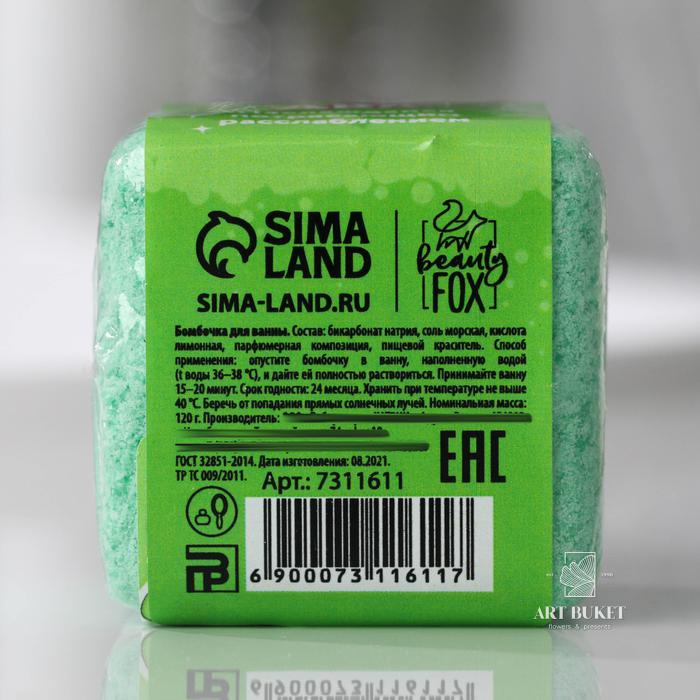 расслаблением
SIMA
LAND
SIMA-LAND.RU
beauty
FOX
Бомбочка для ванны. Состав: бикарбонат натрия, соль морская, кислота
лимонная, парфюмерная композиция, пищевой краситель. Способ
применения: опустите бомбочку в ванну, наполненную водой
(t воды 36–38 °C), и дайте ей полностью раствориться. Принимайте ванну
15–20 минут. Срок годности: 24 месяца. Хранить при температуре не выше
40 °C. Беречь от попадания прямых солнечных лучей. Номинальная масса:
120 г. Производитель:
ГОСТ 32851-2014. Дата изготовления: 08.2021.
ТР ТС 009/2011.
Арт.: 7311611
EAC
6 900073 116117
ART BUKET
flowers & presents